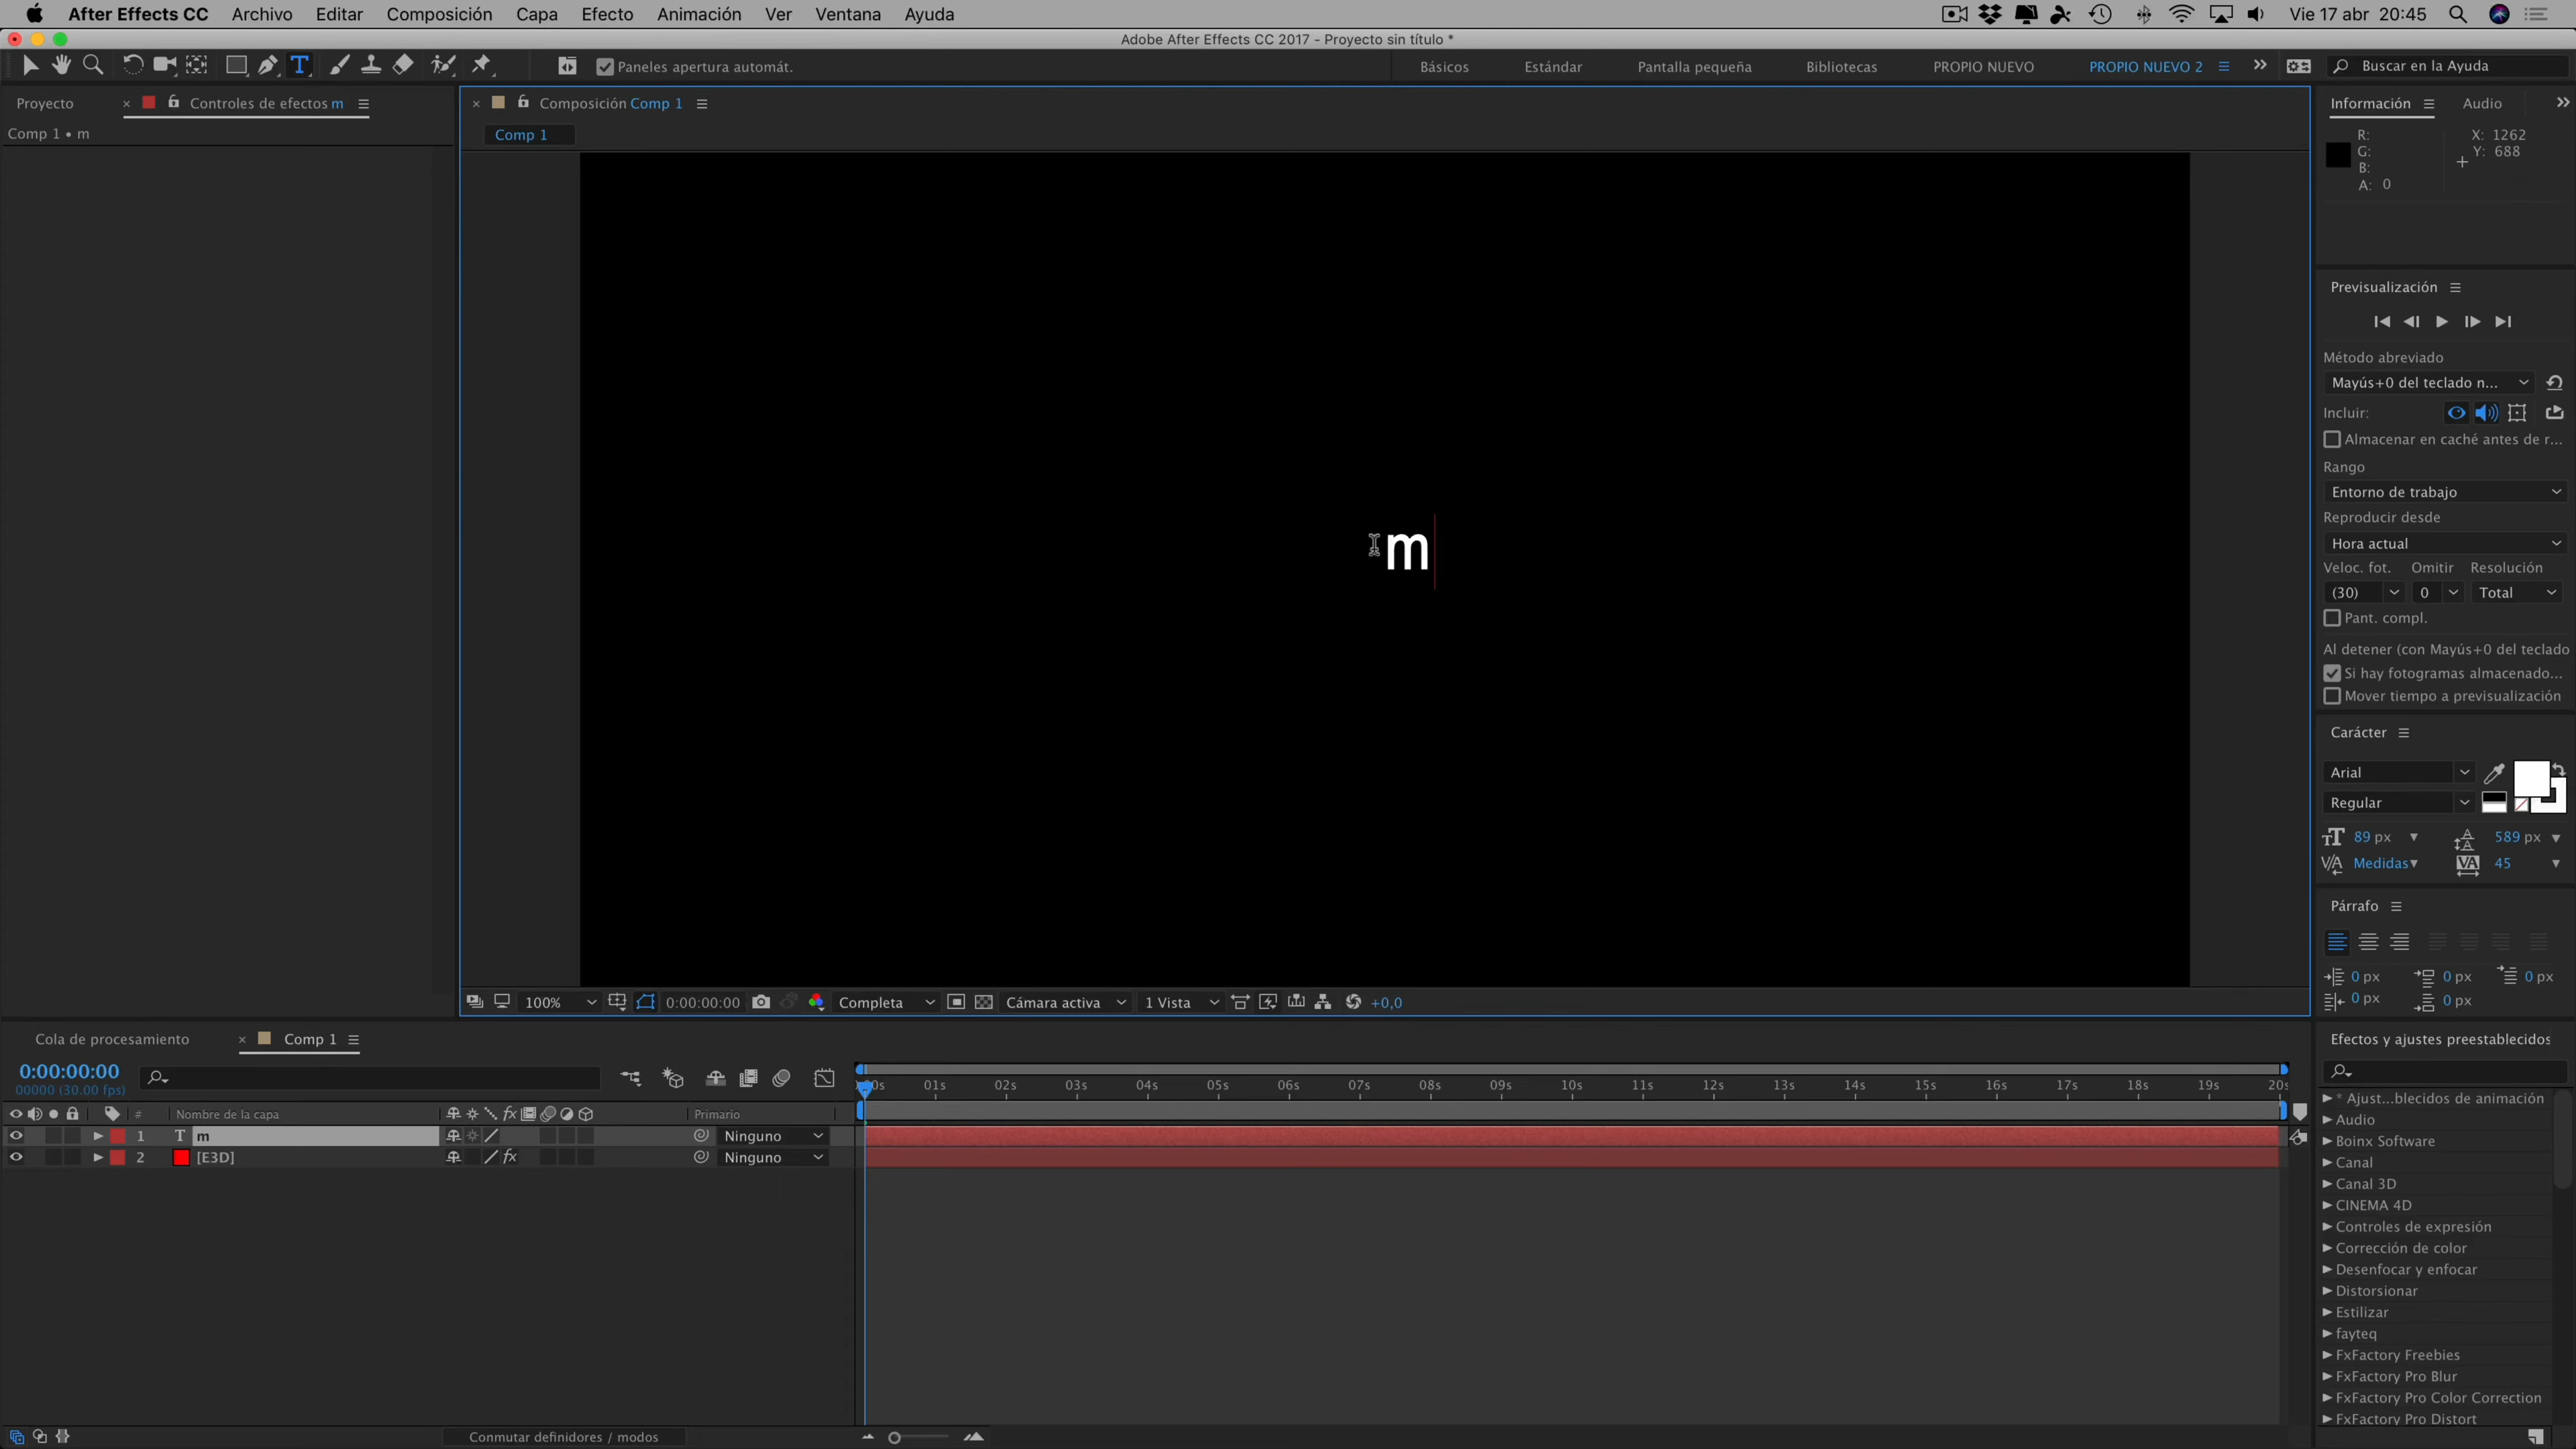 After Effects CC Archivo Editar Composición Capa Efecto Animación Ver Ventana Ayuda Vie 17 abr 20:45
Adobe After Effects CC 2017 - Proyecto sin título *
Paneles apertura automát. Básicos Estándar Pantalla pequeña Bibliotecas PROPIO NUEVO PROPIO NUEVO 2 Buscar en la Ayuda
Proyecto Controles de efectos m Composición Comp 1 Información Audio
Comp 1 • m
Comp 1
R: X: 1262
G: Y: 688
B:
A: 0
Previsualización
Método abreviado
Mayús+0 del teclado n...
Incluir:
Almacenar en caché antes de r...
Rango
Entorno de trabajo
Reproducir desde
Hora actual
Veloc. fot. Omitir Resolución
(30) 0 Total
Pant. compl.
Al detener (con Mayús+0 del teclado
Si hay fotogramas almacenado...
Mover tiempo a previsualización
m
Carácter
Arial
Regular
89 px 589 px
Medidas 45
Párrafo
0 px 0 px 0 px
0 px 0 px
100% 0:00:00:00 Completa Cámara activa 1 Vista +0,0
Cola de procesamiento Comp 1
0:00:00:00
00000 (30.00 fps)
00s 01s 02s 03s 04s 05s 06s 07s 08s 09s 10s 11s 12s 13s 14s 15s 16s 17s 18s 19s 20s
# Nombre de la capa Primario
1 T m Ninguno
2 [E3D] Ninguno
Conmutar definidores / modos
Efectos y ajustes preestablecidos
* Ajust...blecidos de animación
Audio
Boinx Software
Canal
Canal 3D
CINEMA 4D
Controles de expresión
Corrección de color
Desenfocar y enfocar
Distorsionar
Estilizar
fayteq
FxFactory Freebies
FxFactory Pro Blur
FxFactory Pro Color Correction
FxFactory Pro Distort